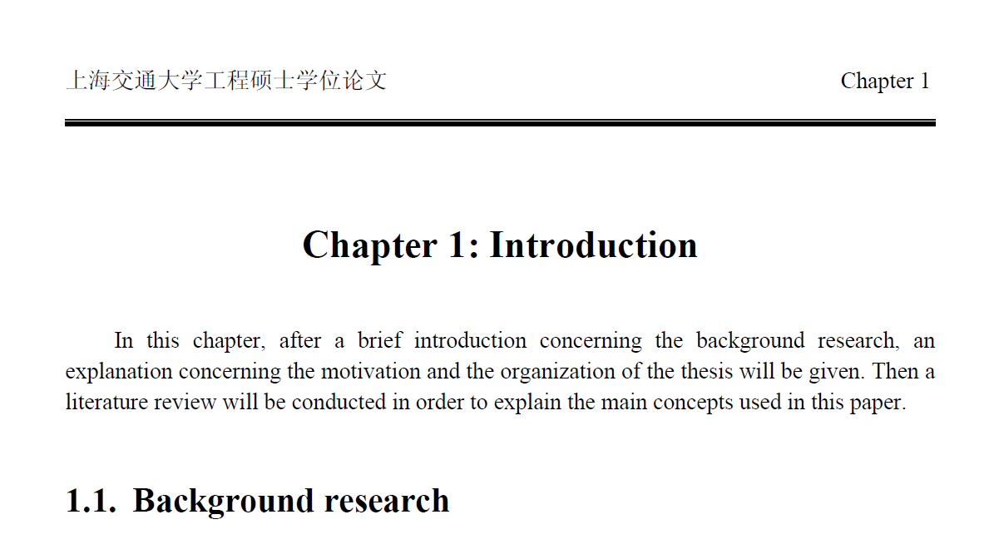 上海交通大学工程硕士学位论文 Chapter 1
Chapter 1: Introduction
In this chapter, after a brief introduction concerning the background research, an
explanation concerning the motivation and the organization of the thesis will be given. Then a
literature review will be conducted in order to explain the main concepts used in this paper.
1.1. Background research